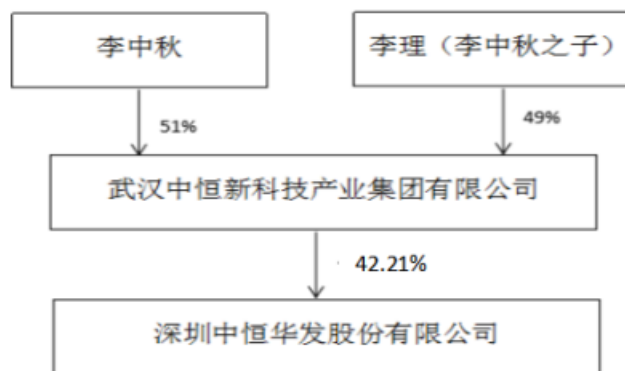 李中秋
李理（李中秋之子）
51%
49%
武汉中恒新科技产业集团有限公司
42.21%
深圳中恒华发股份有限公司